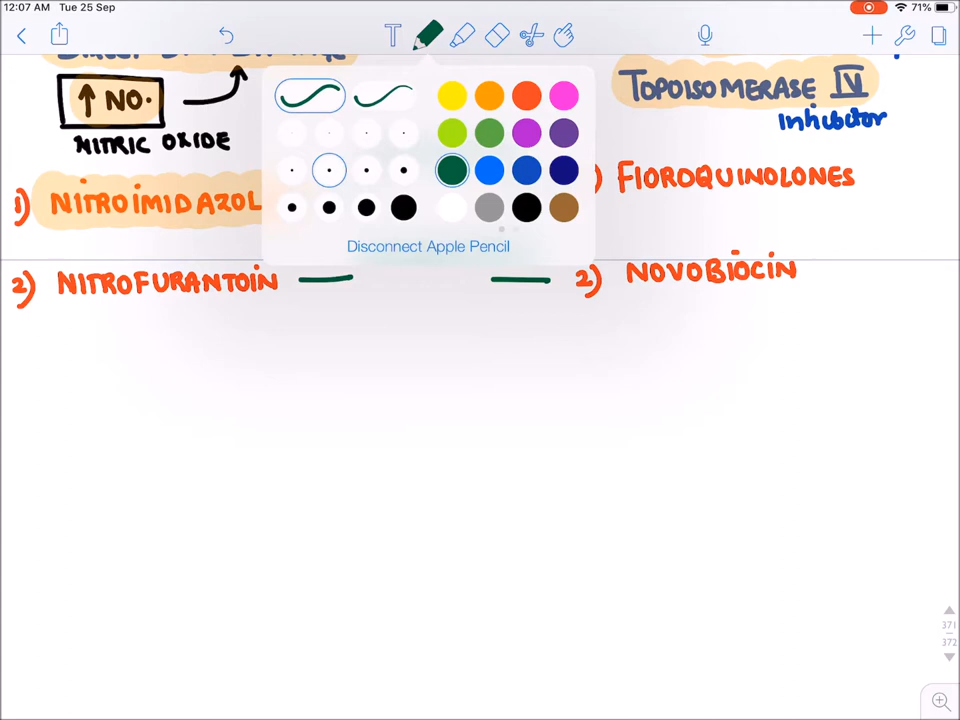 12:07 AM Tue 25 Sep
71%
T
↑ NO.
NITRIC OXIDE
TOPOISOMERASE IV
Inhibitor
1) NITROIMIDAZOL
) FlOROQUINOLONES
Disconnect Apple Pencil
2) NITROFURANTOIN
2) NOVOBIOCIN
371
372